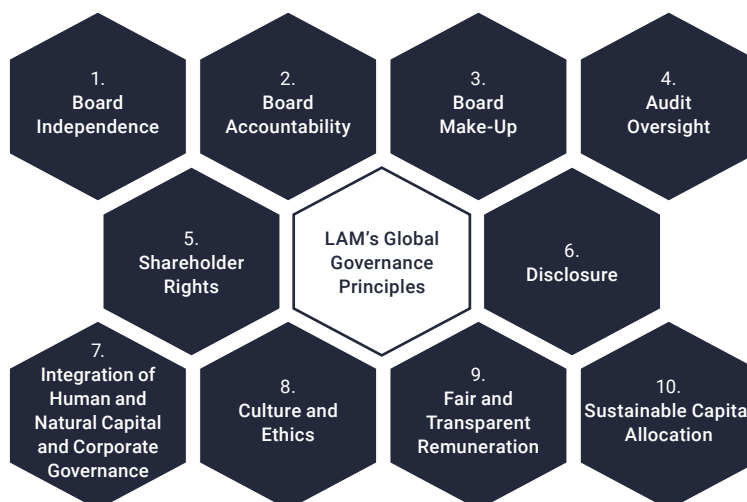 1.
Board
Independence
2.
Board
Accountability
3.
Board
Make-Up
4.
Audit
Oversight
5.
Shareholder
Rights
LAM’s Global
Governance
Principles
6.
Disclosure
7.
Integration of
Human and
Natural Capital
and Corporate
Governance
8.
Culture and
Ethics
9.
Fair and
Transparent
Remuneration
10.
Sustainable Capital
Allocation